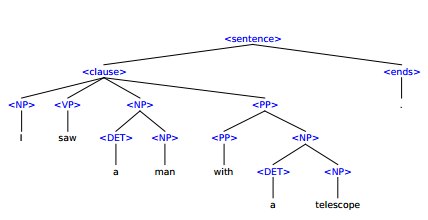 <sentence>
<clause> <ends>
<NP> <VP> <NP> <PP> .
I saw <DET> <NP> <PP> <NP>
a man with <DET> <NP>
a telescope